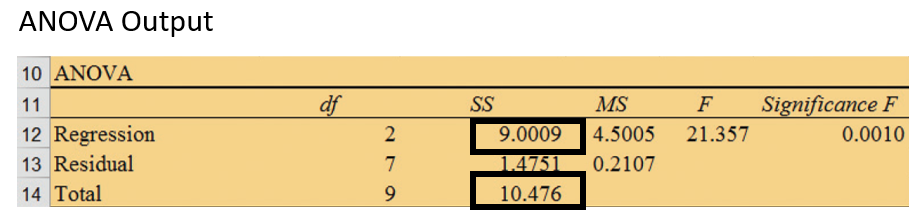 ANOVA Output
10 ANOVA
11 df SS MS F Significance F
12 Regression 2 9.0009 4.5005 21.357 0.0010
13 Residual 7 1.4751 0.2107
14 Total 9 10.476